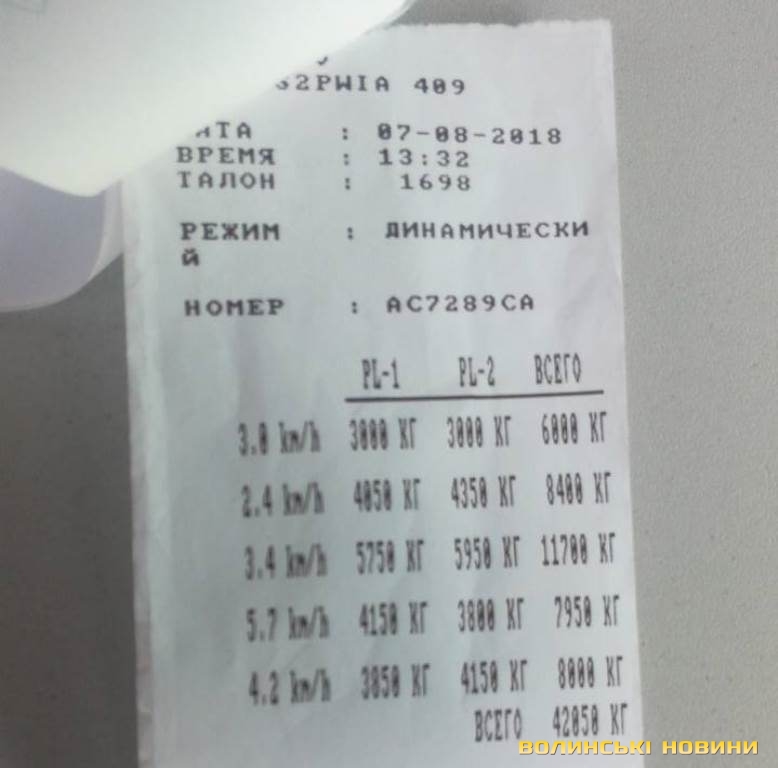 РWIA 409
АТА : 07-08-2018
ВРЕМЯ : 13:32
ТАЛОН : 1698
РЕЖИМ : ДИНАМИЧЕСКИ
Й
НОМЕР : AC7289CA
PL-1 PL-2 ВСЕГО
3.0 km/h 3000 КГ 3000 КГ 6000 КГ
2.4 km/h 4050 КГ 4350 КГ 8400 КГ
3.4 km/h 5750 КГ 5950 КГ 11700 КГ
5.7 km/h 4150 КГ 3800 КГ 7950 КГ
4.2 km/h 3850 КГ 4150 КГ 8000 КГ
ВСЕГО 42050 КГ
ВОЛИНСЬКІ НОВИНИ